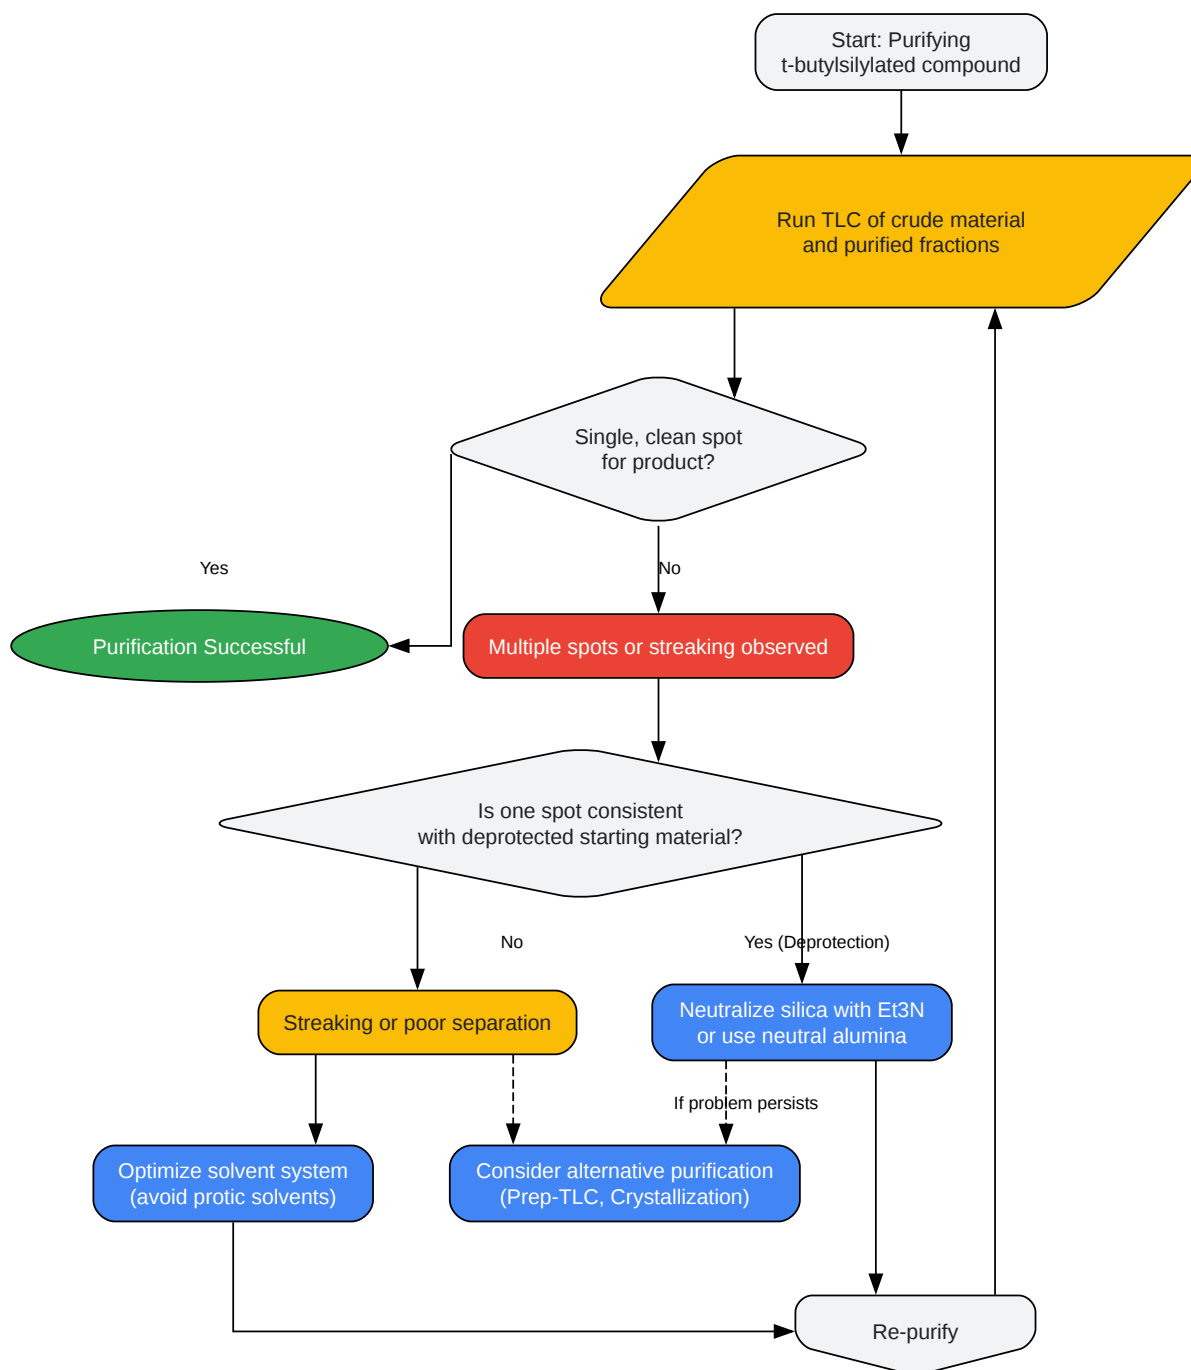 Start: Purifying
t-butylsilylated compound
Run TLC of crude material
and purified fractions
Single, clean spot
for product?
Yes
No
Purification Successful
Multiple spots or streaking observed
Is one spot consistent
with deprotected starting material?
No
Yes (Deprotection)
Streaking or poor separation
Neutralize silica with Et3N
or use neutral alumina
If problem persists
Optimize solvent system
(avoid protic solvents)
Consider alternative purification
(Prep-TLC, Crystallization)
Re-purify